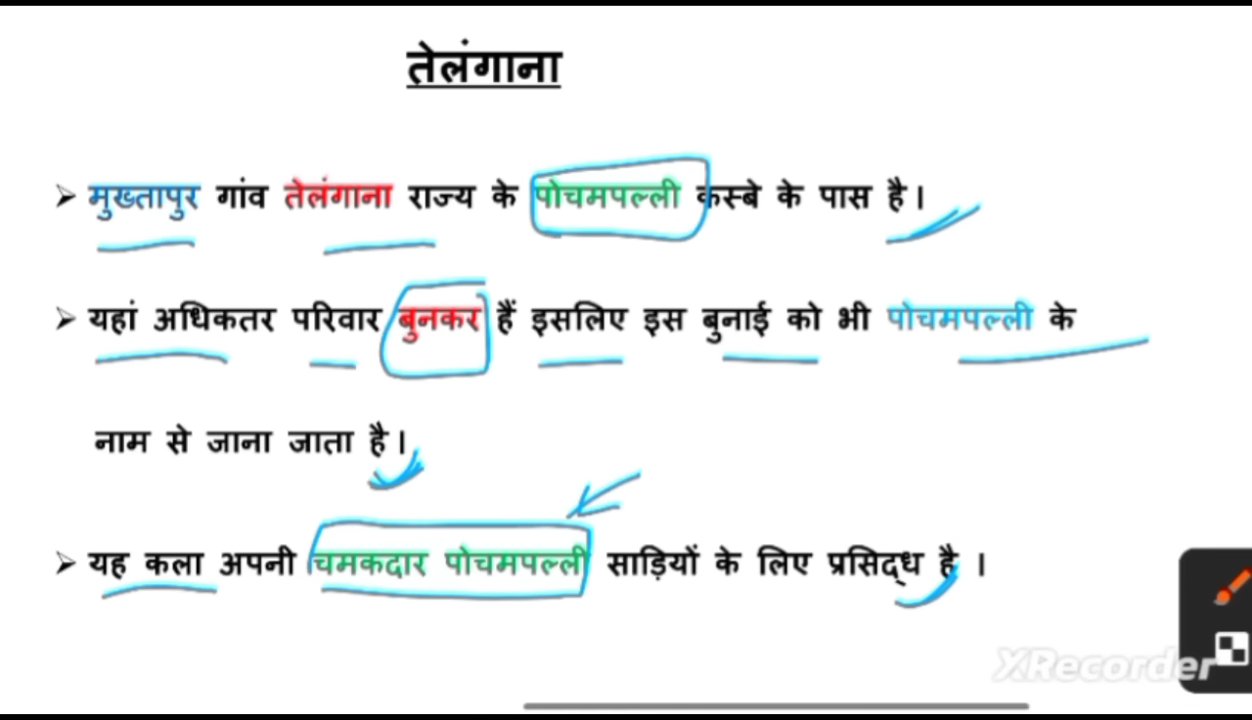 तेलंगाना
➢ मुख्तापुर गांव तेलंगाना राज्य के पोचमपल्ली कस्बे के पास है।
➢ यहां अधिकतर परिवार बुनकर हैं इसलिए इस बुनाई को भी पोचमपल्ली के
नाम से जाना जाता है।
➢ यह कला अपनी चमकदार पोचमपल्ली साड़ियों के लिए प्रसिद्ध है ।
XRecorder